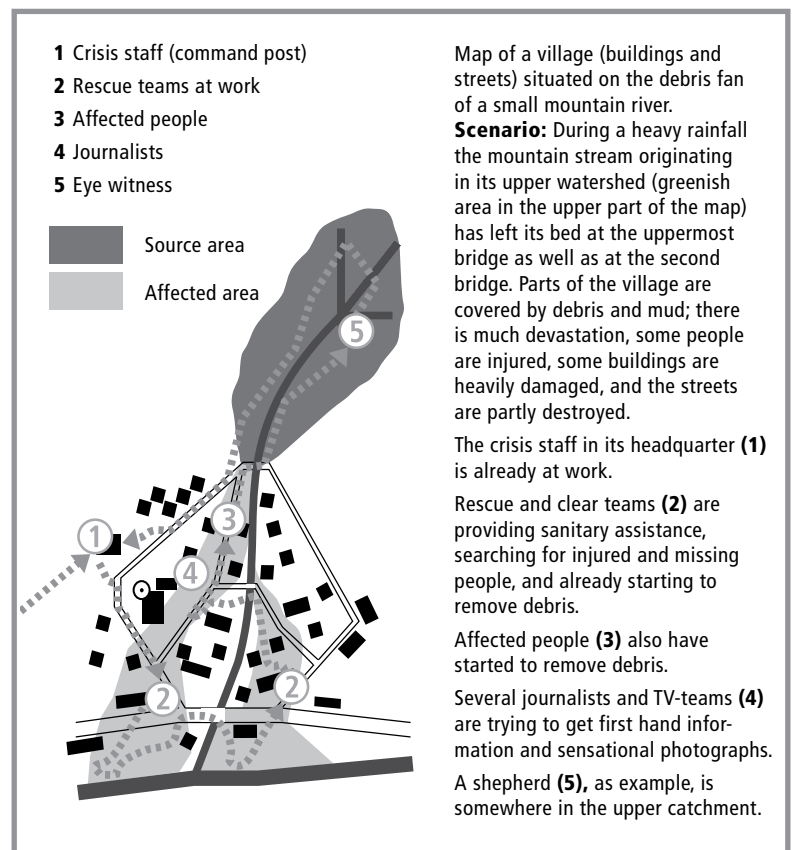 1 Crisis staff (command post)
2 Rescue teams at work
3 Affected people
4 Journalists
5 Eye witness
Source area
Affected area
5
3
1
4
2
2
Map of a village (buildings and
streets) situated on the debris fan
of a small mountain river.
Scenario: During a heavy rainfall
the mountain stream originating
in its upper watershed (greenish
area in the upper part of the map)
has left its bed at the uppermost
bridge as well as at the second
bridge. Parts of the village are
covered by debris and mud; there
is much devastation, some people
are injured, some buildings are
heavily damaged, and the streets
are partly destroyed.
The crisis staff in its headquarter (1)
is already at work.
Rescue and clear teams (2) are
providing sanitary assistance,
searching for injured and missing
people, and already starting to
remove debris.
Affected people (3) also have
started to remove debris.
Several journalists and TV-teams (4)
are trying to get first hand infor-
mation and sensational photographs.
A shepherd (5), as example, is
somewhere in the upper catchment.